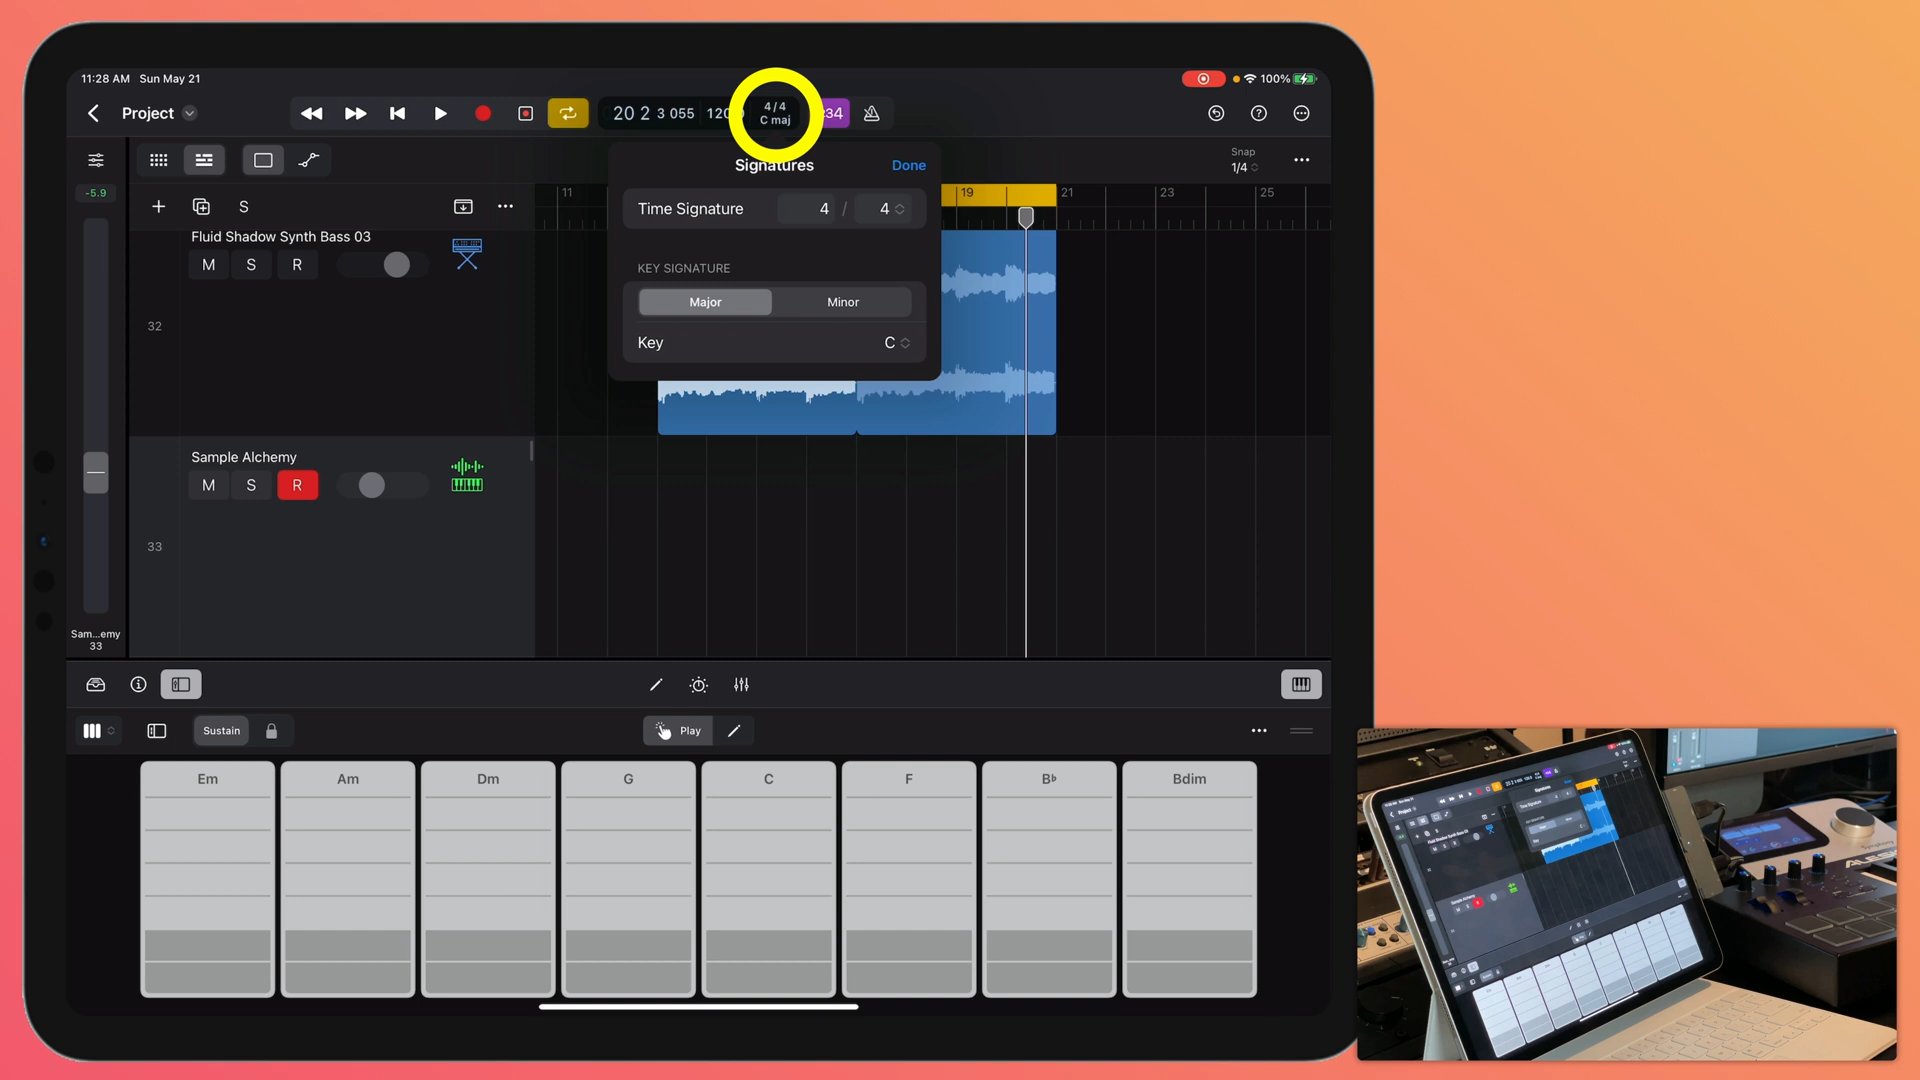 11:28 AM Sun May 21
100%
Project
20 2 3 055
120
4/4
C maj
34
Signatures
Done
Snap
1/4
-5.9
S
11
19
21
23
25
Time Signature 4 / 4
Fluid Shadow Synth Bass 03
M S R
KEY SIGNATURE
Major Minor
32
Key C
Sample Alchemy
M S R
33
Sam...emy
33
Sustain
Play
Em Am Dm G C F B♭ Bdim
ALESIS